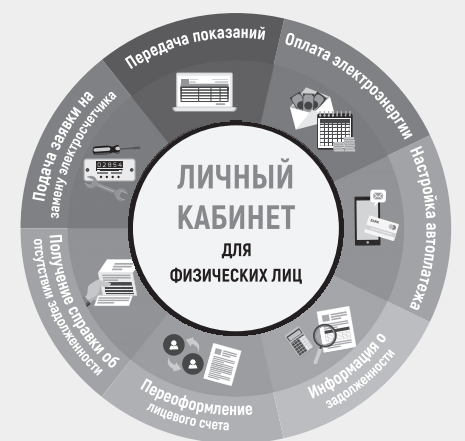 ЛИЧНЫЙ
КАБИНЕТ
ДЛЯ
ФИЗИЧЕСКИХ ЛИЦ
Передача показаний
Оплата электроэнергии
Настройка автоплатежа
Информация о
задолженности
Переоформление
лицевого счета
Получение справки об
отсутствии задолженности
Подача заявки на
замену электросчетчика
02854